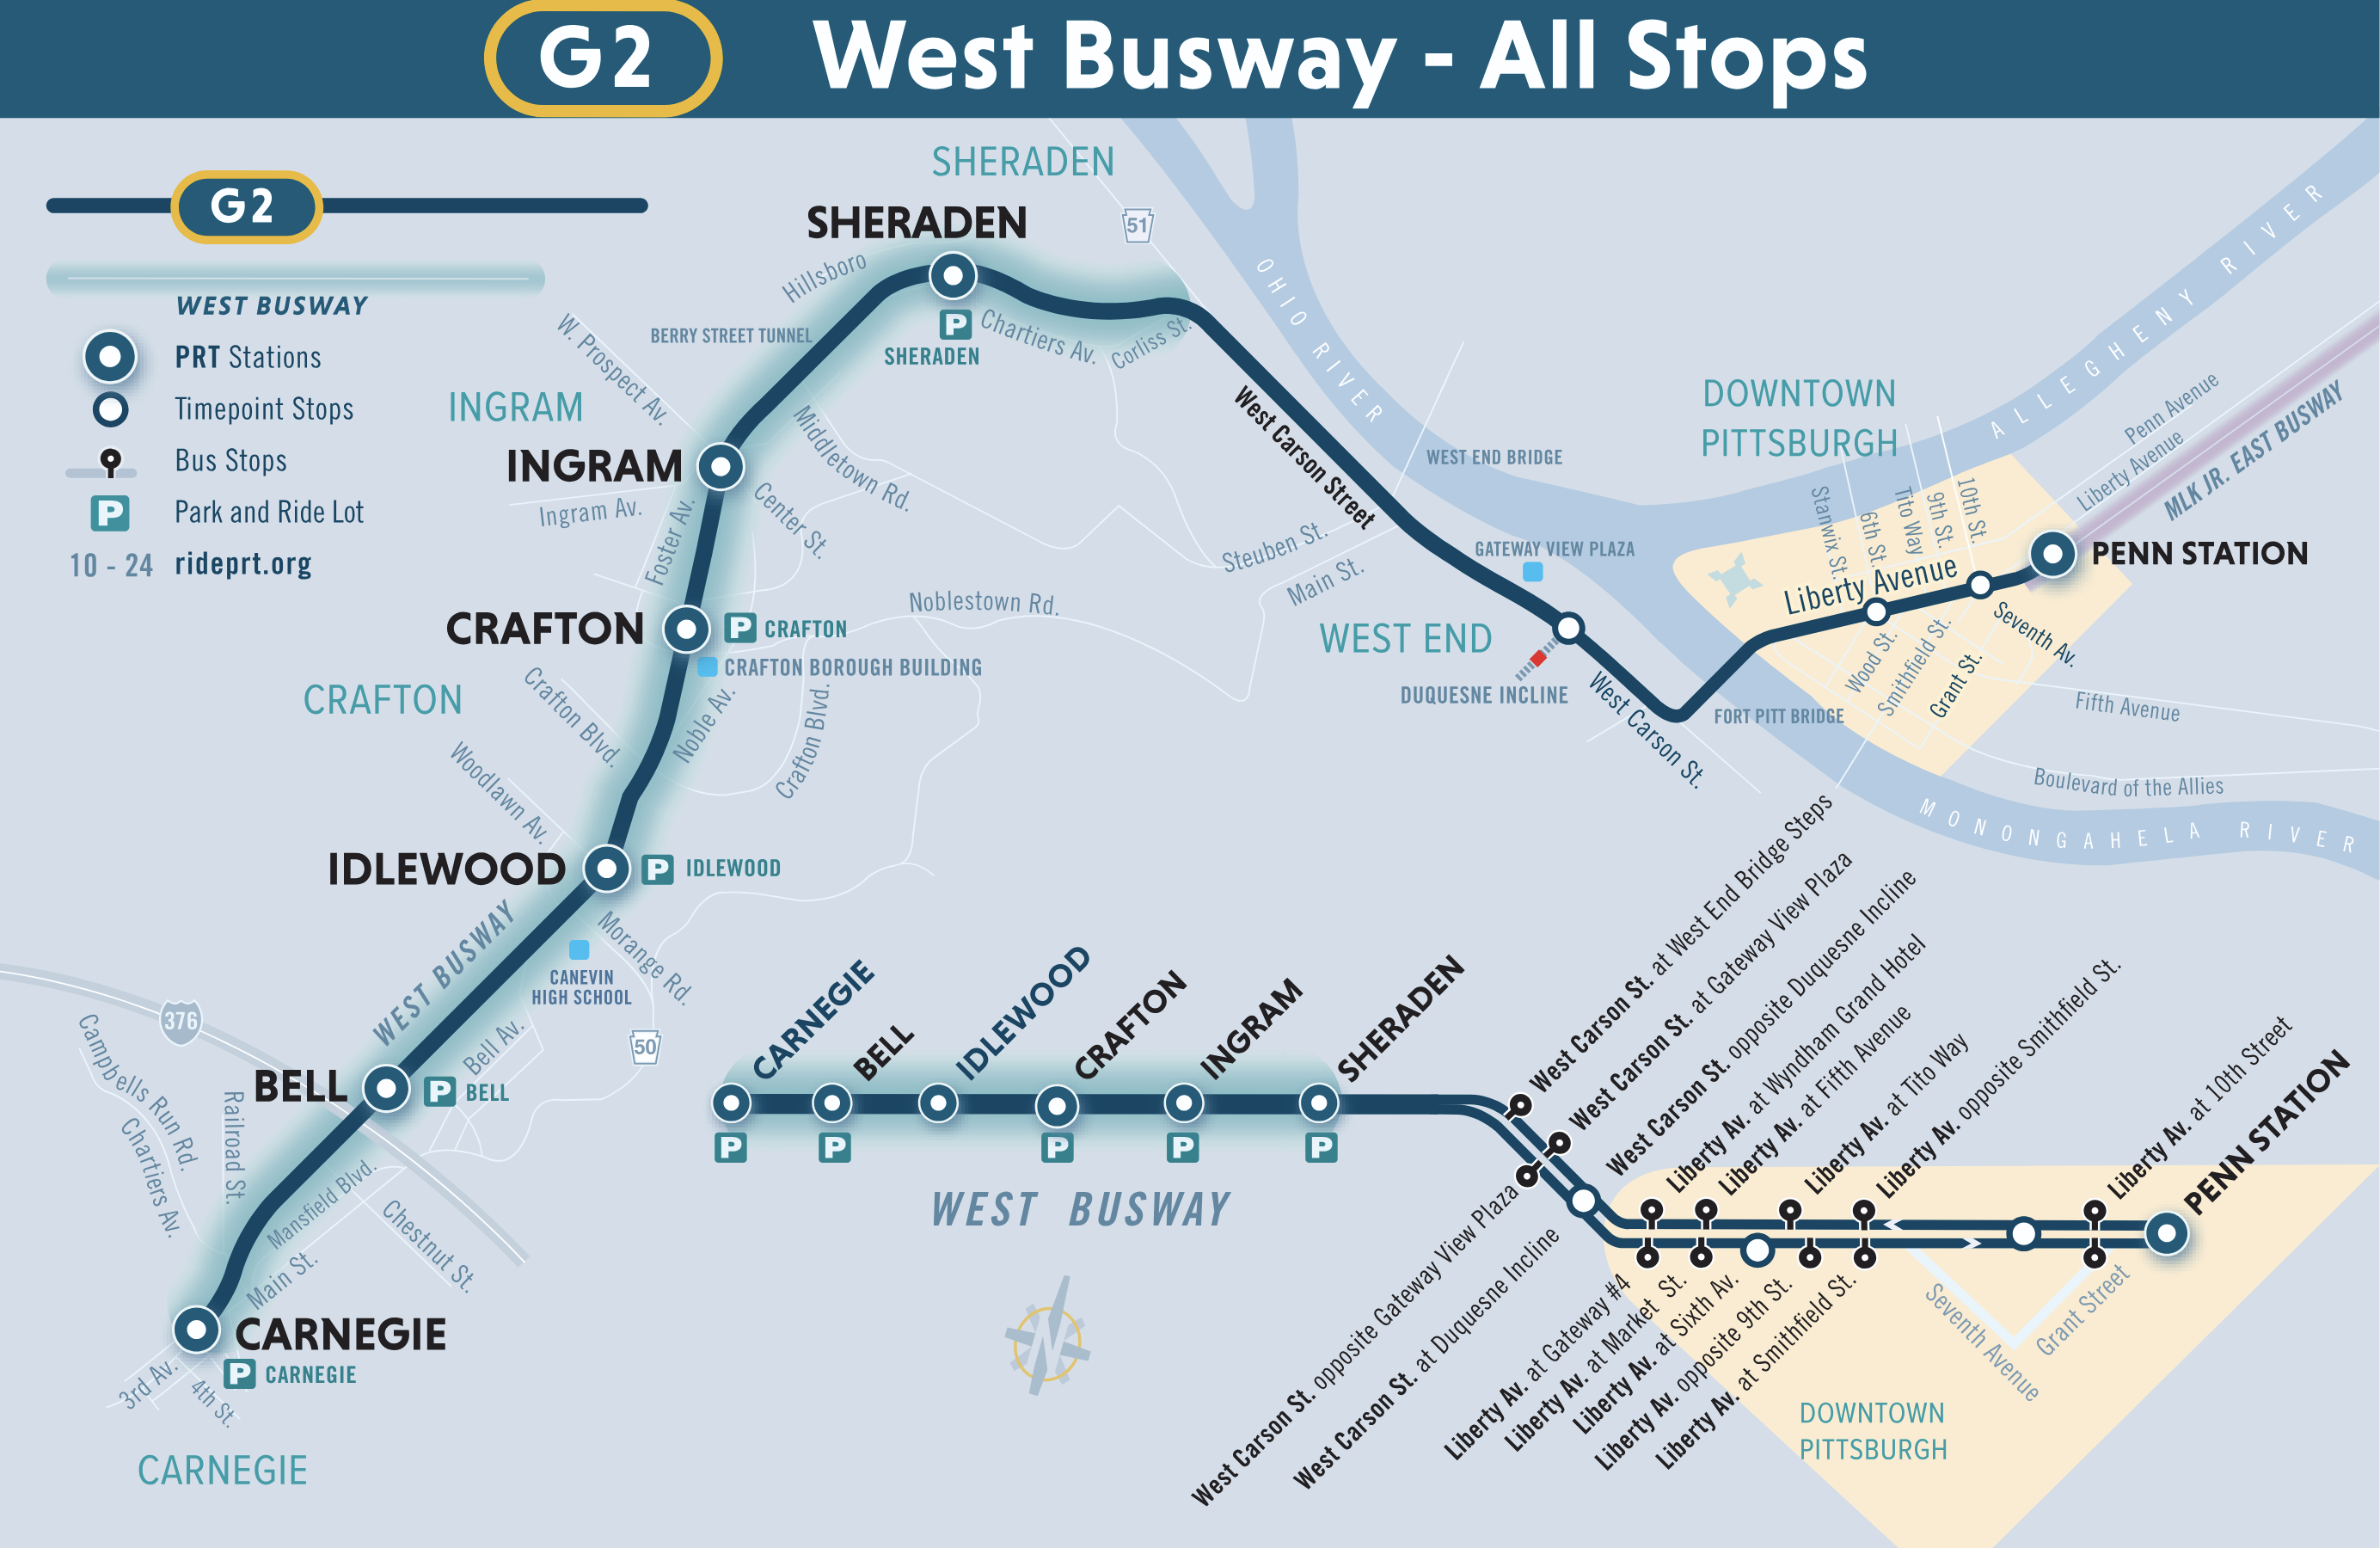 G2 West Busway - All Stops
G2
WEST BUSWAY
PRT Stations
Timepoint Stops
Bus Stops
P Park and Ride Lot
10 - 24 rideprt.org
SHERADEN
SHERADEN
51
Hillsboro
P
SHERADEN
Chartiers Av.
Corliss St.
BERRY STREET TUNNEL
W. Prospect Av.
INGRAM
INGRAM
Middletown Rd.
Ingram Av.
Center St.
Foster Av.
CRAFTON
P CRAFTON
CRAFTON BOROUGH BUILDING
CRAFTON
Crafton Blvd.
Noble Av.
Crafton Blvd.
Noblestown Rd.
Woodlawn Av.
IDLEWOOD
P IDLEWOOD
WEST BUSWAY
Morange Rd.
CANEVIN
HIGH SCHOOL
376
50
Campbells Run Rd.
Bell Av.
BELL
P BELL
Railroad St.
Chartiers Av.
Mansfield Blvd.
Chestnut St.
Main St.
CARNEGIE
P CARNEGIE
3rd Av.
4th St.
CARNEGIE
OHIO RIVER
West Carson Street
WEST END BRIDGE
Steuben St.
Main St.
GATEWAY VIEW PLAZA
WEST END
DUQUESNE INCLINE
West Carson St.
FORT PITT BRIDGE
DOWNTOWN
PITTSBURGH
ALLEGHENY RIVER
Penn Avenue
Liberty Avenue
MLK JR. EAST BUSWAY
Stanwix St.
6th St.
Tito Way
9th St.
10th St.
PENN STATION
Liberty Avenue
Seventh Av.
Wood St.
Smithfield St.
Grant St.
Fifth Avenue
Boulevard of the Allies
MONONGAHELA RIVER
CARNEGIE
BELL
IDLEWOOD
CRAFTON
INGRAM
SHERADEN
P
P
P
P
P
WEST BUSWAY
West Carson St. at West End Bridge Steps
West Carson St. at Gateway View Plaza
West Carson St. opposite Duquesne Incline
Liberty Av. at Wyndham Grand Hotel
Liberty Av. at Fifth Avenue
Liberty Av. at Tito Way
Liberty Av. opposite Smithfield St.
Liberty Av. at 10th Street
PENN STATION
West Carson St. opposite Gateway View Plaza
West Carson St. at Duquesne Incline
Liberty Av. at Gateway #4
Liberty Av. at Market St.
Liberty Av. at Sixth Av.
Liberty Av. opposite 9th St.
Liberty Av. at Smithfield St.
Seventh Avenue
Grant Street
DOWNTOWN
PITTSBURGH
N